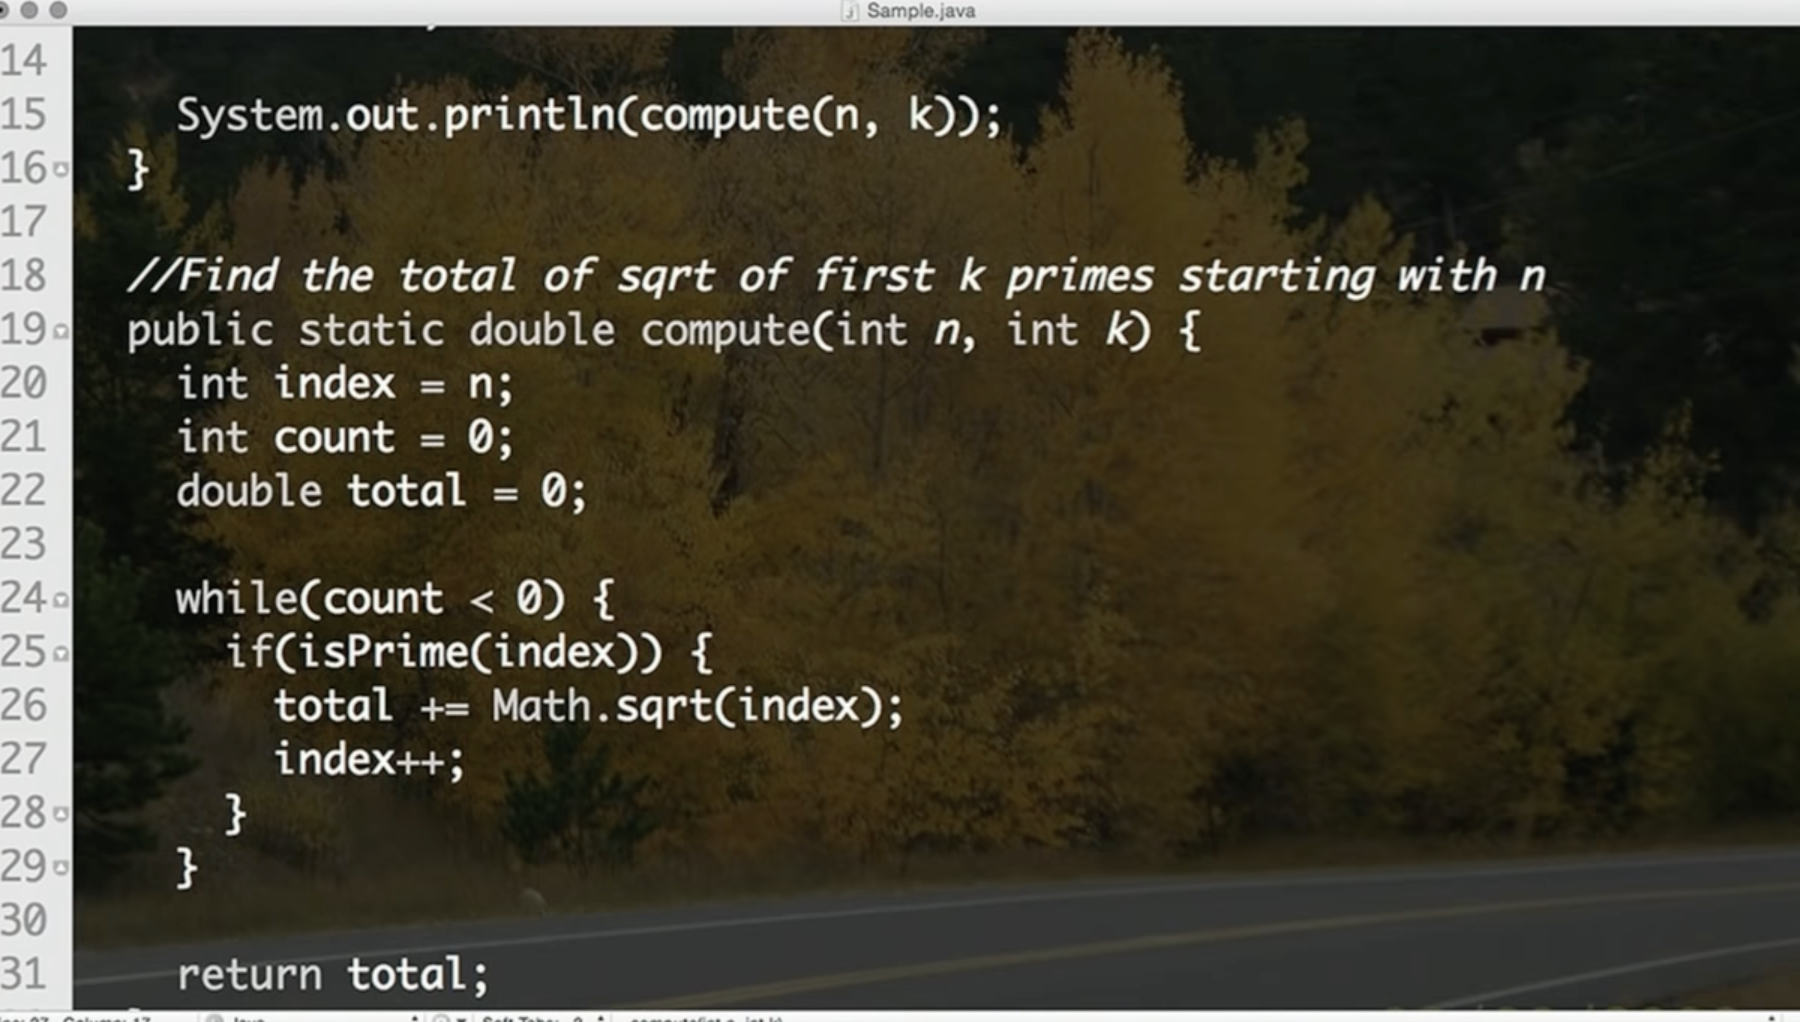 Sample.java
14
15 System.out.println(compute(n, k));
16 }
17
18 //Find the total of sqrt of first k primes starting with n
19 public static double compute(int n, int k) {
20 int index = n;
21 int count = 0;
22 double total = 0;
23
24 while(count < 0) {
25 if(isPrime(index)) {
26 total += Math.sqrt(index);
27 index++;
28 }
29 }
30
31 return total;